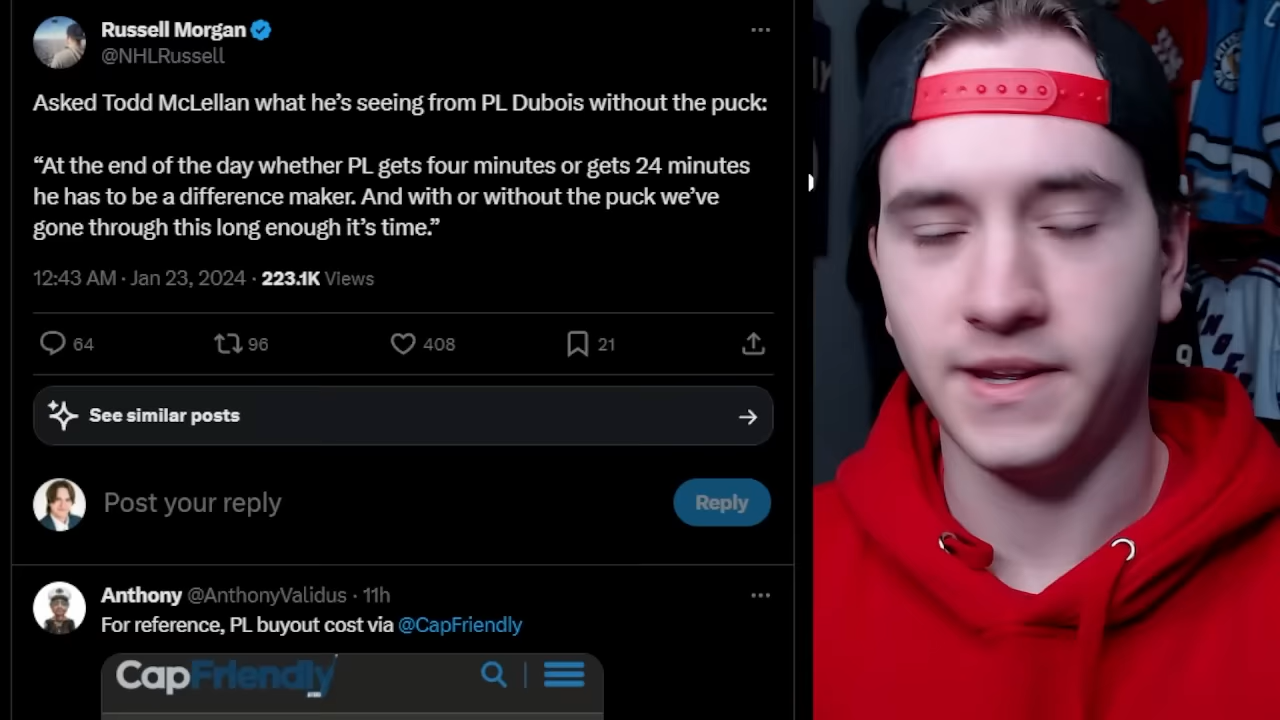 Russell Morgan
@NHLRussell
Asked Todd McLellan what he's seeing from PL Dubois without the puck:
“At the end of the day whether PL gets four minutes or gets 24 minutes
he has to be a difference maker. And with or without the puck we’ve
gone through this long enough it’s time.”
12:43 AM · Jan 23, 2024 · 223.1K Views
64 96 408 21
See similar posts
Post your reply
Reply
Anthony @AnthonyValidus · 11h
For reference, PL buyout cost via @CapFriendly
CapFriendly
9